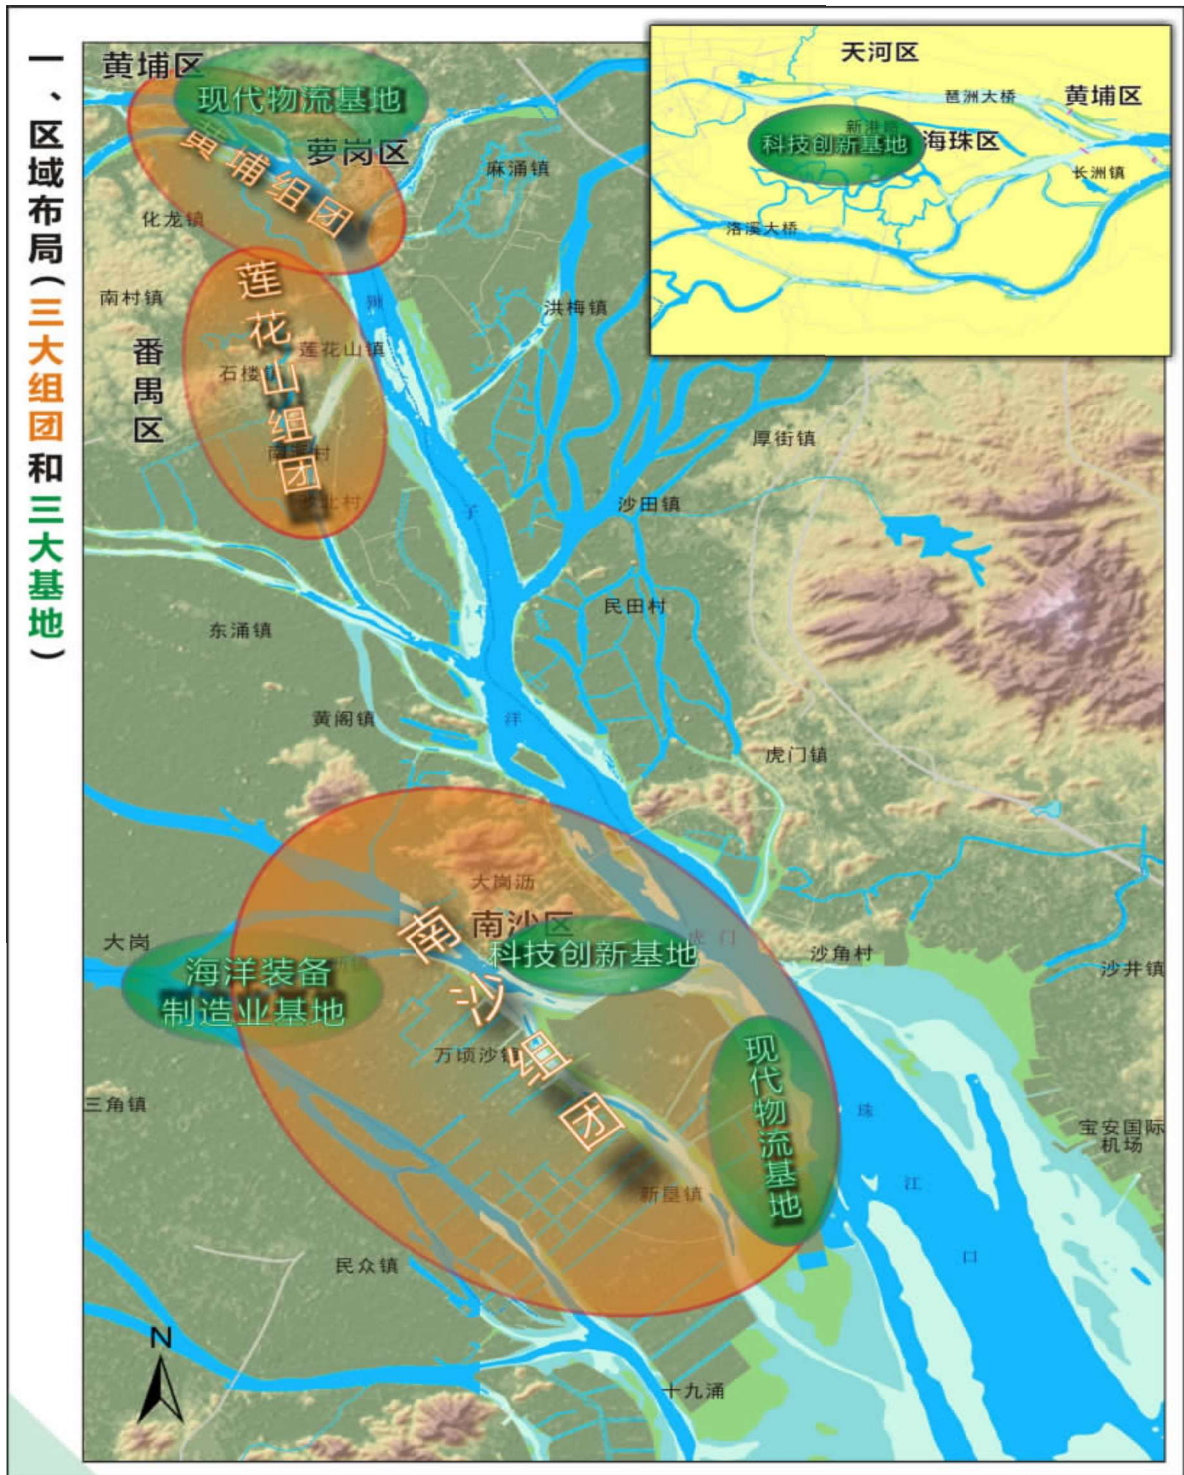 一、区域布局(三大组团和三大基地)
黄埔区
现代物流基地
黄埔组团
萝岗区
麻涌镇
化龙镇
天河区
琶洲大桥
黄埔区
科技创新基地
海珠区
长洲镇
洛溪大桥
南村镇
番禺区
莲花山组团
莲花山镇
石楼
洪梅镇
狮
子
洋
厚街镇
沙田镇
民田村
东涌镇
黄阁镇
虎门镇
大岗沥
南沙区
南沙组团
科技创新基地
虎门
大岗
海洋装备
制造业基地
沙角村
沙井镇
万顷沙镇
现代物流基地
三角镇
珠
江
口
宝安国际
机场
新垦镇
民众镇
N
十九涌